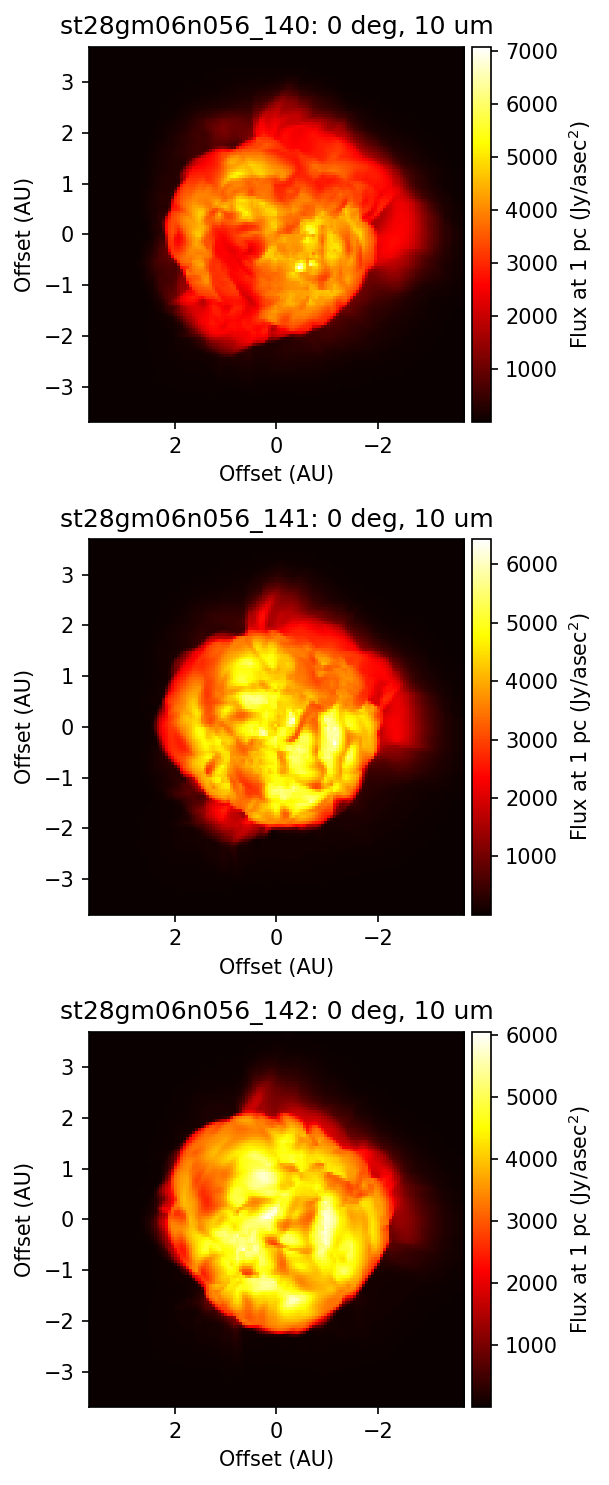 st28gm06n056_140: 0 deg, 10 um
3
2
1
0
−1
−2
−3
Offset (AU)
2 0 −2
Offset (AU)
7000
6000
5000
4000
3000
2000
1000
Flux at 1 pc (Jy/asec²)
st28gm06n056_141: 0 deg, 10 um
3
2
1
0
−1
−2
−3
Offset (AU)
2 0 −2
Offset (AU)
6000
5000
4000
3000
2000
1000
Flux at 1 pc (Jy/asec²)
st28gm06n056_142: 0 deg, 10 um
3
2
1
0
−1
−2
−3
Offset (AU)
2 0 −2
Offset (AU)
6000
5000
4000
3000
2000
1000
Flux at 1 pc (Jy/asec²)